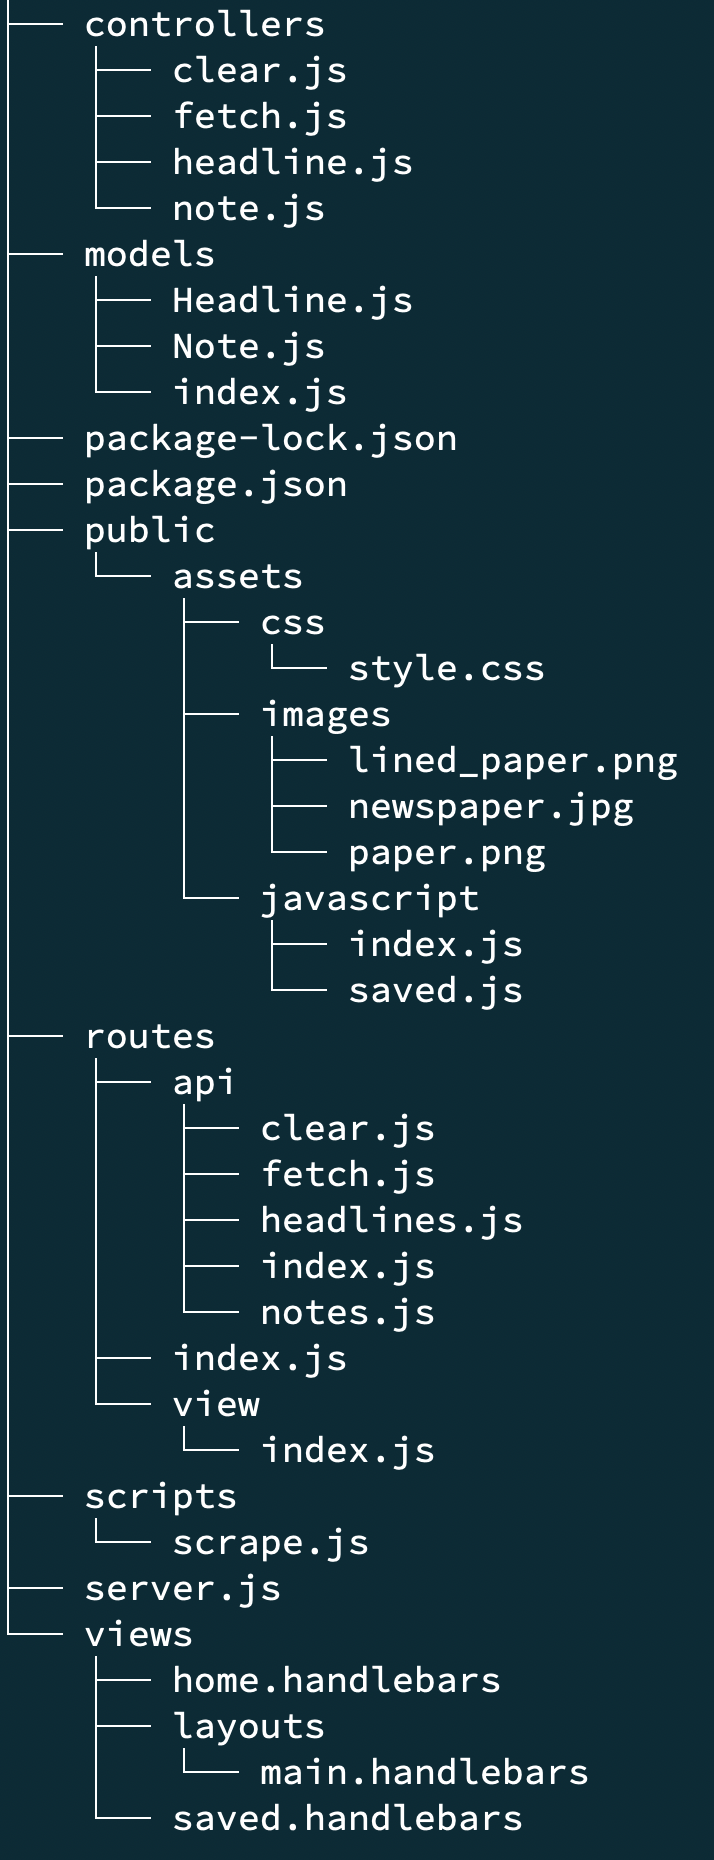 controllers
clear.js
fetch.js
headline.js
note.js
models
Headline.js
Note.js
index.js
package-lock.json
package.json
public
assets
css
style.css
images
lined_paper.png
newspaper.jpg
paper.png
javascript
index.js
saved.js
routes
api
clear.js
fetch.js
headlines.js
index.js
notes.js
index.js
view
index.js
scripts
scrape.js
server.js
views
home.handlebars
layouts
main.handlebars
saved.handlebars